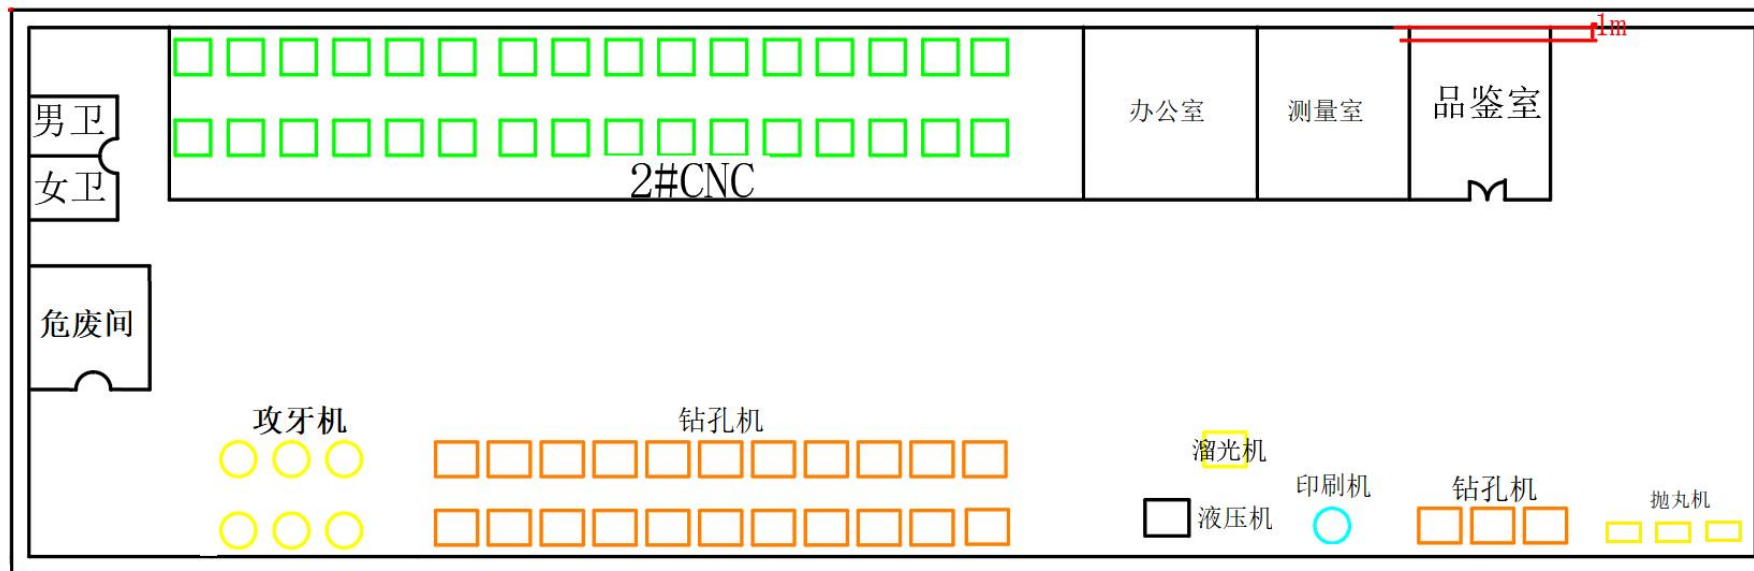 1m
男卫
办公室
测量室
品鉴室
女卫
2#CNC
危废间
攻牙机
钻孔机
溜光机
印刷机
钻孔机
抛丸机
液压机